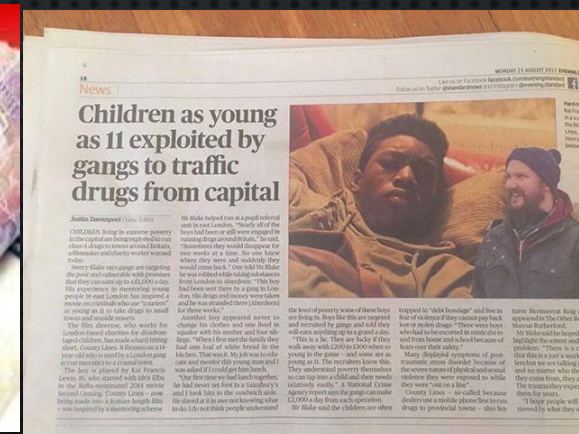 MONDAY 21 AUGUST 2017 EVENING
Like us on Facebook facebook.com/eveningstandard
Follow us on Twitter @standardnews and Instagram @evening.standard
18
News
Children as young
as 11 exploited by
gangs to traffic
drugs from capital
Justin Davenport Crime Editor
CHILDREN living in extreme poverty
in the capital are being exploited to run
class A drugs to towns around Britain,
a filmmaker and charity worker warned
today.
Henry Blake says gangs are targeting
the poor and vulnerable with promises
that they can earn up to a £1,000 a day.
His experience in mentoring young
people in east London has inspired a
movie on criminals who use "couriers"
as young as 11 to take drugs to small
towns and seaside resorts.
The film director, who works for
London-based charities for disadvan-
taged children, has made a hard-hitting
short, County Lines. It focuses on a 14-
year-old who is used by a London gang
to run narcotics to a coastal town.
The boy is played by Kai Francis
Lewis, 16, who starred with Idris Elba
in the Bafta-nominated 2014 movie
Second Coming. County Lines — now
being made into a feature-length film
— was inspired by a mentoring scheme
Mr Blake helped run at a pupil referral
unit in east London. "Nearly all of the
boys had been or still were engaged in
running drugs around Britain," he said.
"Sometimes they would disappear for
two weeks at a time. No one knew
where they were and suddenly they
would come back." One told Mr Blake
he was robbed while taking substances
from London to Aberdeen: "This boy
had been sent there by a gang in Lon-
don. His drugs and money were taken
and he was stranded there [Aberdeen]
for three weeks."
Another boy appeared never to
change his clothes and one lived in
squalor with his mother and four sib-
lings. "When I first met the family they
had one loaf of white bread in the
kitchen. That was it. My job was to edu-
cate and mentor this young man and I
was asked if I could get him lunch.
"Our first time we had lunch together,
he had never set foot in a Sainsbury's
and I took him to the sandwich aisle.
He stared at it in awe not knowing what
to do. I do not think people understand
the level of poverty some of these boys
are living in. Boys like this are targeted
and recruited by gangs and told they
will earn anything up to a grand a day.
"This is a lie. They are lucky if they
walk away with £200 to £300 when so
young in the game — and some are as
young as 11. The recruiters know this.
They understand poverty themselves
so can tap into a child and their needs
relatively easily." A National Crime
Agency report says the gangs can make
£2,000 a day from each operation.
Mr Blake said the children are often
trapped in "debt bondage" and live in
fear of violence if they cannot pay back
lost or stolen drugs: "There were boys
who had to be escorted in minicabs to
and from home and school because of
fears over their safety."
Many displayed symptoms of post-
traumatic stress disorder because of
the severe nature of physical and sexual
violence they were exposed to while
they were "out on a line".
County Lines — so-called because
dealers use a mobile phone line to run
drugs to provincial towns — also fea-
tures Montserrat Roig
appeared in The Other
Marcus Rutherford.
Mr Blake said he hoped
highlight the extent and
problem: "There is a
that this is just a
lem but we are talking
and no matter who the
they come from, they
The trauma they exper
them for years.
"I hope people will
moved by what they